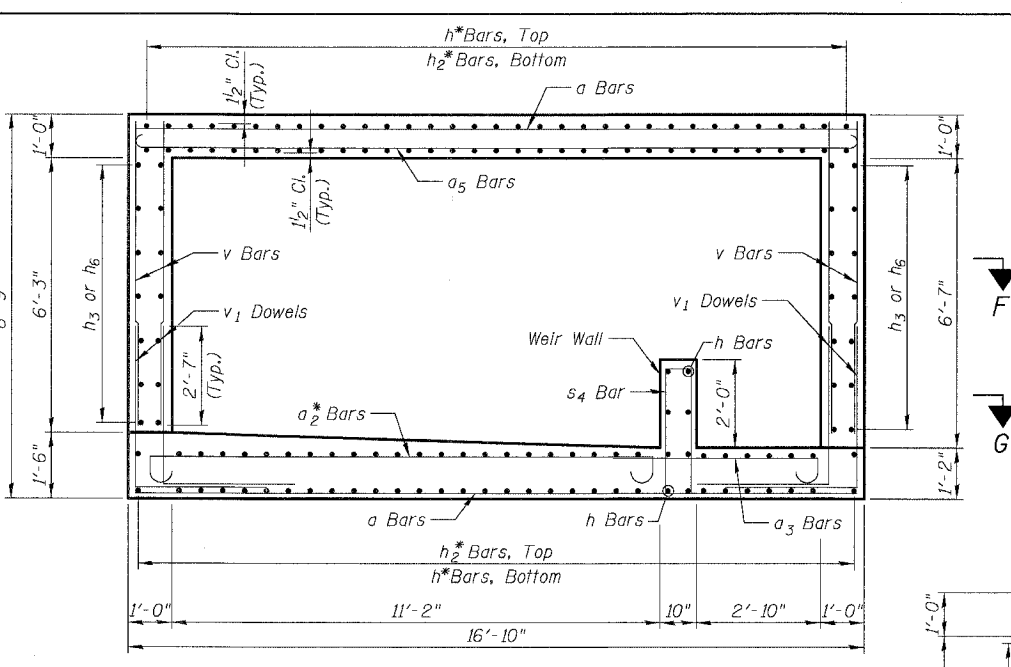 h*Bars, Top
h₂*Bars, Bottom
1½" Cl.
(Typ.)
a Bars
1'-0"
1'-0"
a₅ Bars
1½" Cl.
(Typ.)
6'-3"
h₃ or h₆
v Bars
v₁ Dowels
2'-7"
(Typ.)
v Bars
v₁ Dowels
h₃ or h₆
6'-7"
F
Weir Wall
h Bars
s₄ Bar
2'-0"
a₂* Bars
G
1'-6"
1'-2"
a Bars
h Bars
a₃ Bars
h₂*Bars, Top
h*Bars, Bottom
1'-0"
11'-2"
10"
2'-10"
1'-0"
16'-10"
1'-0"